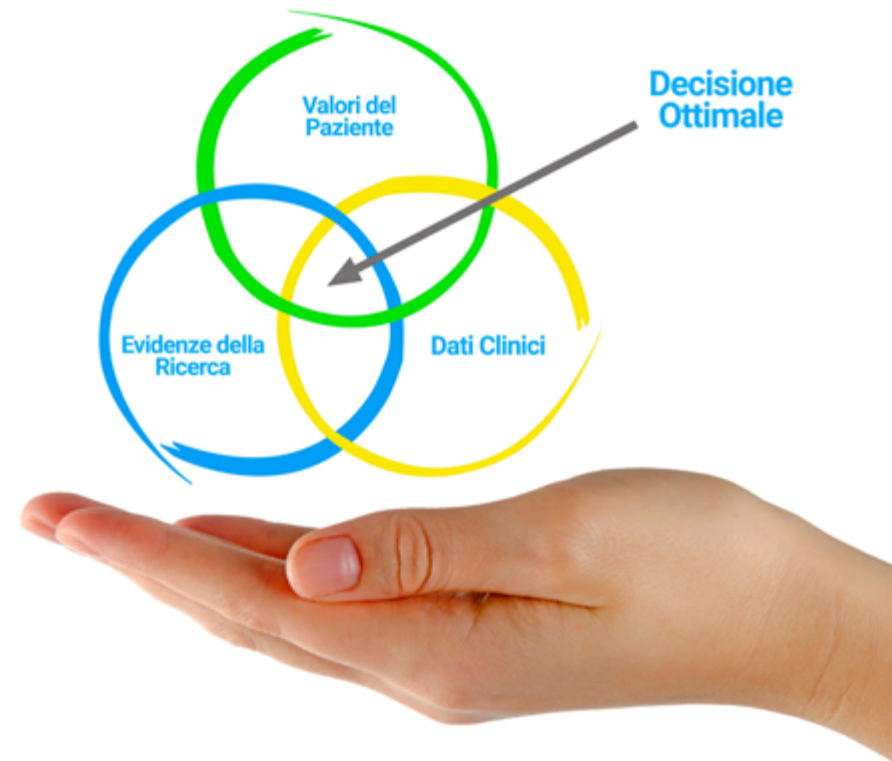 Valori del
Paziente
Decisione
Ottimale
Evidenze della
Ricerca
Dati Clinici